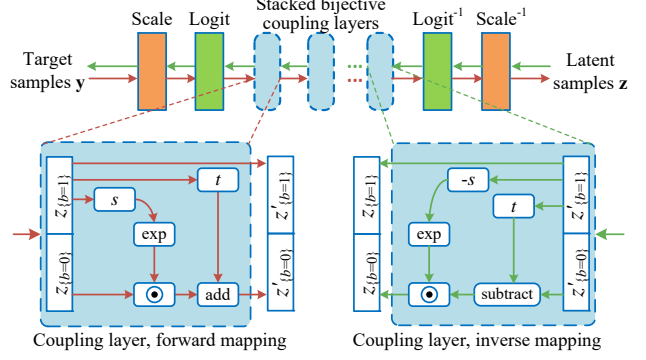 Stacked bijective
coupling layers
Scale
Logit
Logit⁻¹
Scale⁻¹
Target
samples y
...
...
Latent
samples z
z{b=1}
z{b=0}
s
t
exp
add
z'{b=1}
z'{b=0}
z{b=1}
z{b=0}
-s
t
exp
subtract
z'{b=1}
z'{b=0}
Coupling layer, forward mapping
Coupling layer, inverse mapping